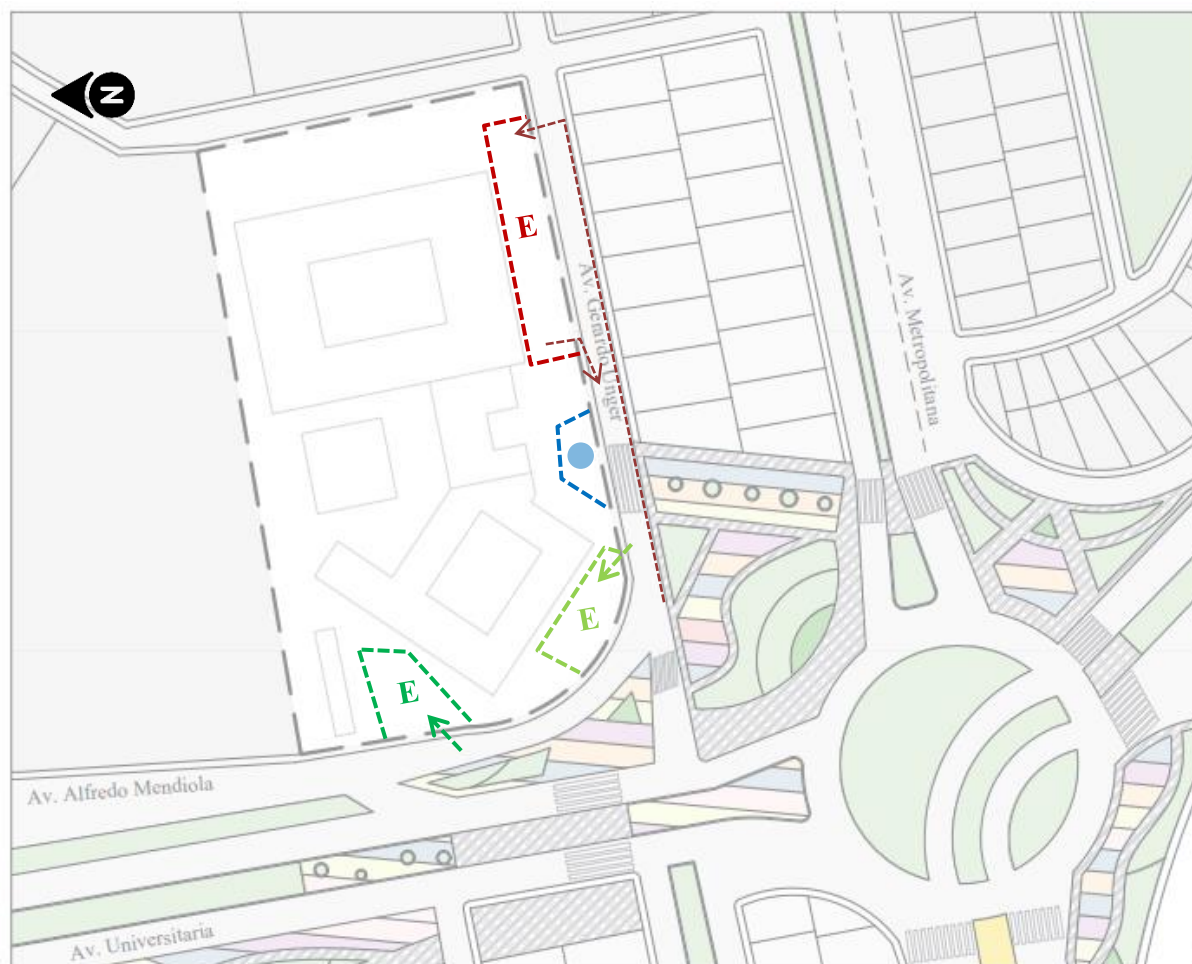 N
E
Av. Gerardo Unger
Av. Metropolitana
E
E
Av. Alfredo Mendiola
Av. Universitaria